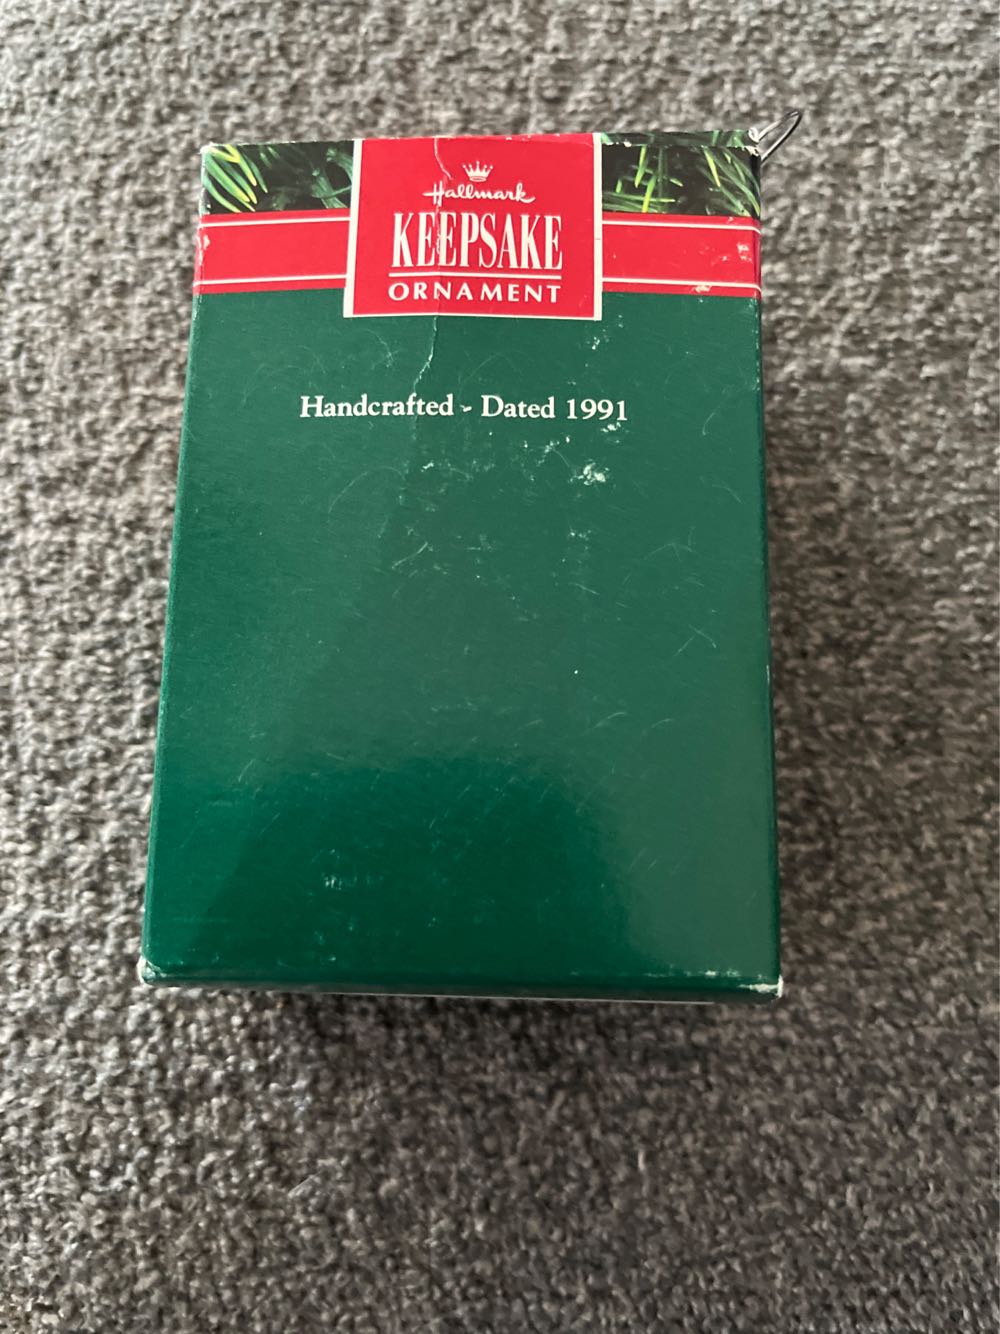 Hallmark
KEEPSAKE
ORNAMENT
Handcrafted - Dated 1991